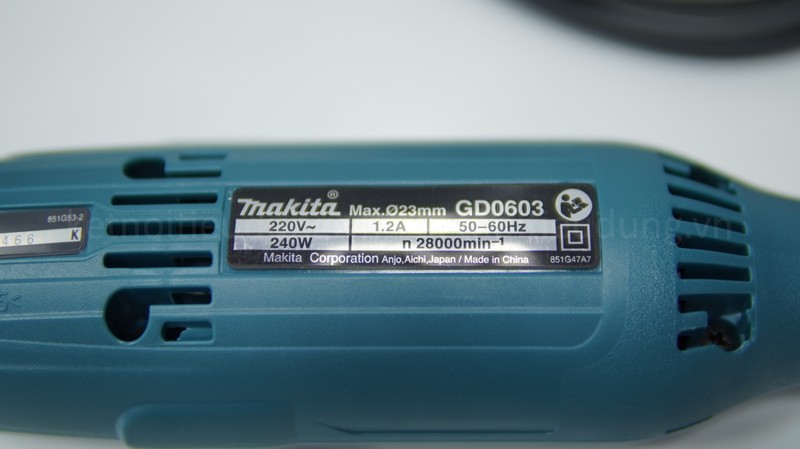 makita® Max.Ø23mm GD0603
220V~ 1.2A 50-60Hz
240W n 28000min⁻¹
Makita Corporation Anjo,Aichi,Japan / Made in China 851G47A7
851G53-2
466 K